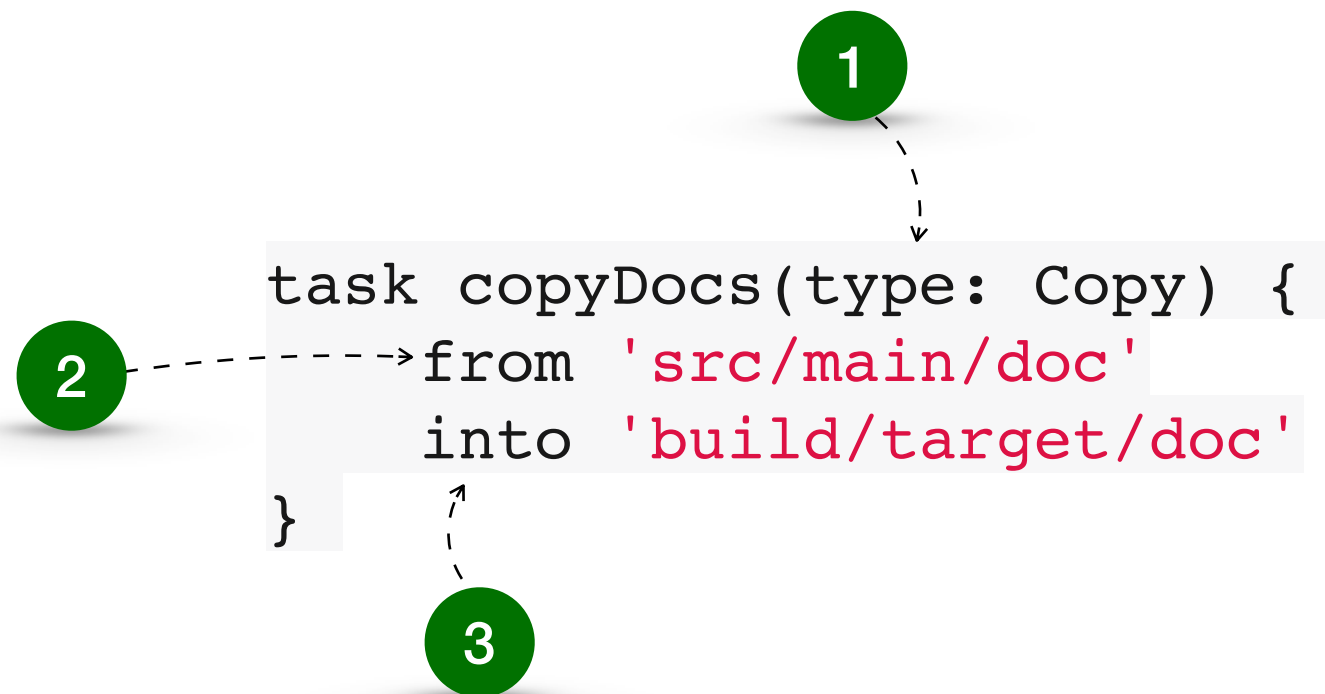 1
task copyDocs(type: Copy) {
2
from 'src/main/doc'
into 'build/target/doc'
}
3